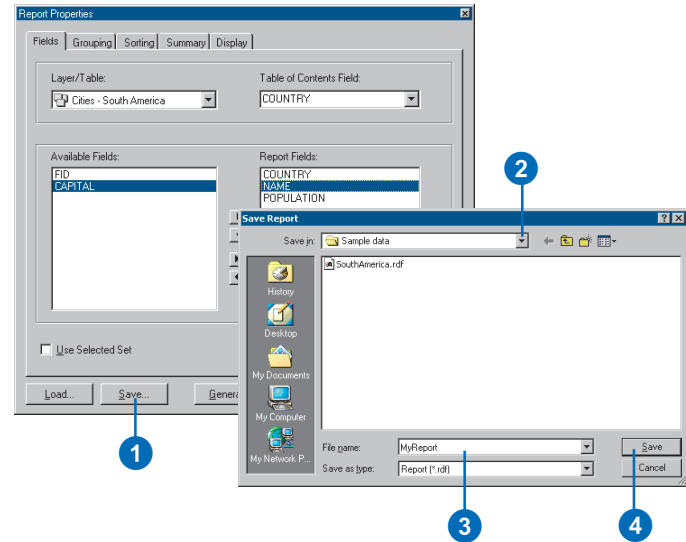 Report Properties
Fields Grouping Sorting Summary Display
Layer/Table:
Cities - South America
Table of Contents Field:
COUNTRY
Available Fields:
FID
CAPITAL
Report Fields:
COUNTRY
NAME
POPULATION
Use Selected Set
Load... Save...
1
2
Save Report
Save in: Sample data
SouthAmerica.rdf
History
Desktop
My Documents
My Computer
My Network P...
File name: MyReport
Save
Save as type: Report (*.rdf)
Cancel
3
4